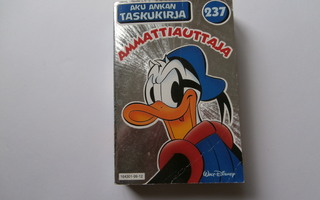 AKU ANKAN
TASKUKIRJA
237
AMMATTIAUTTAJA
Walt Disney